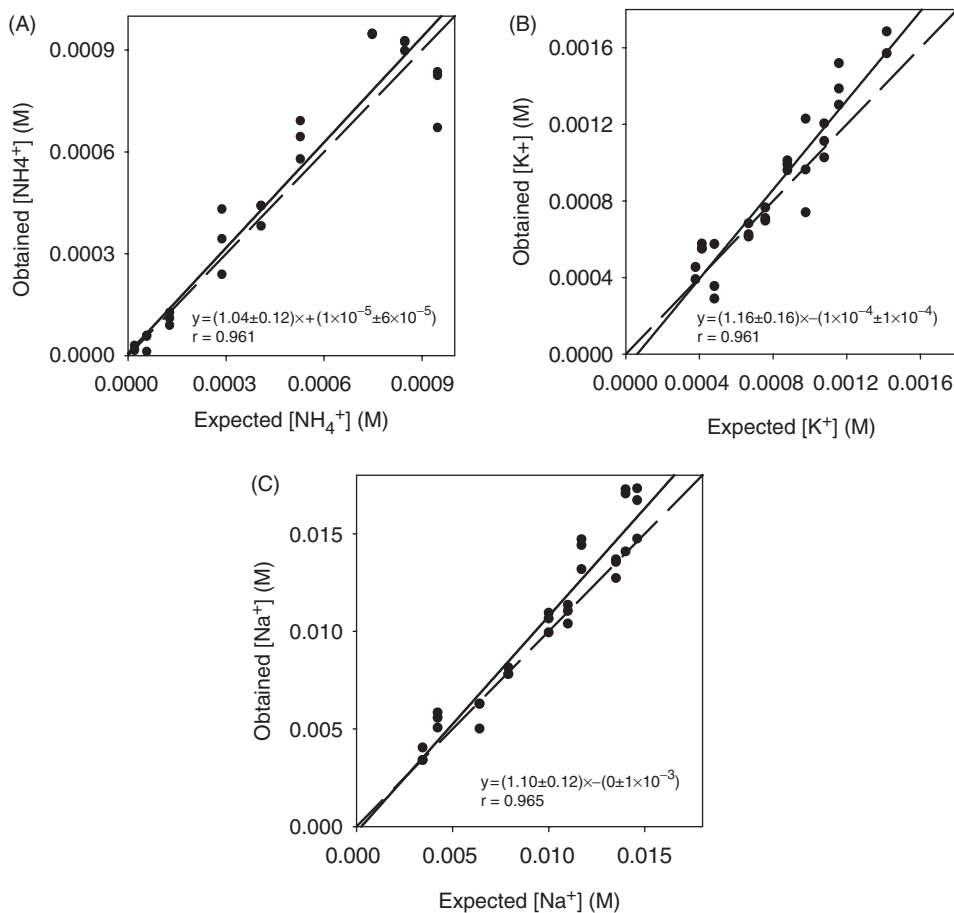 (A)
Obtained [NH4⁺] (M)
0.0009
0.0006
0.0003
0.0000
y=(1.04±0.12)×+(1×10⁻⁵±6×10⁻⁵)
r = 0.961
0.0000 0.0003 0.0006 0.0009
Expected [NH₄⁺] (M)
(B)
Obtained [K+] (M)
0.0016
0.0012
0.0008
0.0004
0.0000
y=(1.16±0.16)×−(1×10⁻⁴±1×10⁻⁴)
r = 0.961
0.0000 0.0004 0.0008 0.0012 0.0016
Expected [K⁺] (M)
(C)
Obtained [Na⁺] (M)
0.015
0.010
0.005
0.000
y=(1.10±0.12)×−(0±1×10⁻³)
r = 0.965
0.000 0.005 0.010 0.015
Expected [Na⁺] (M)